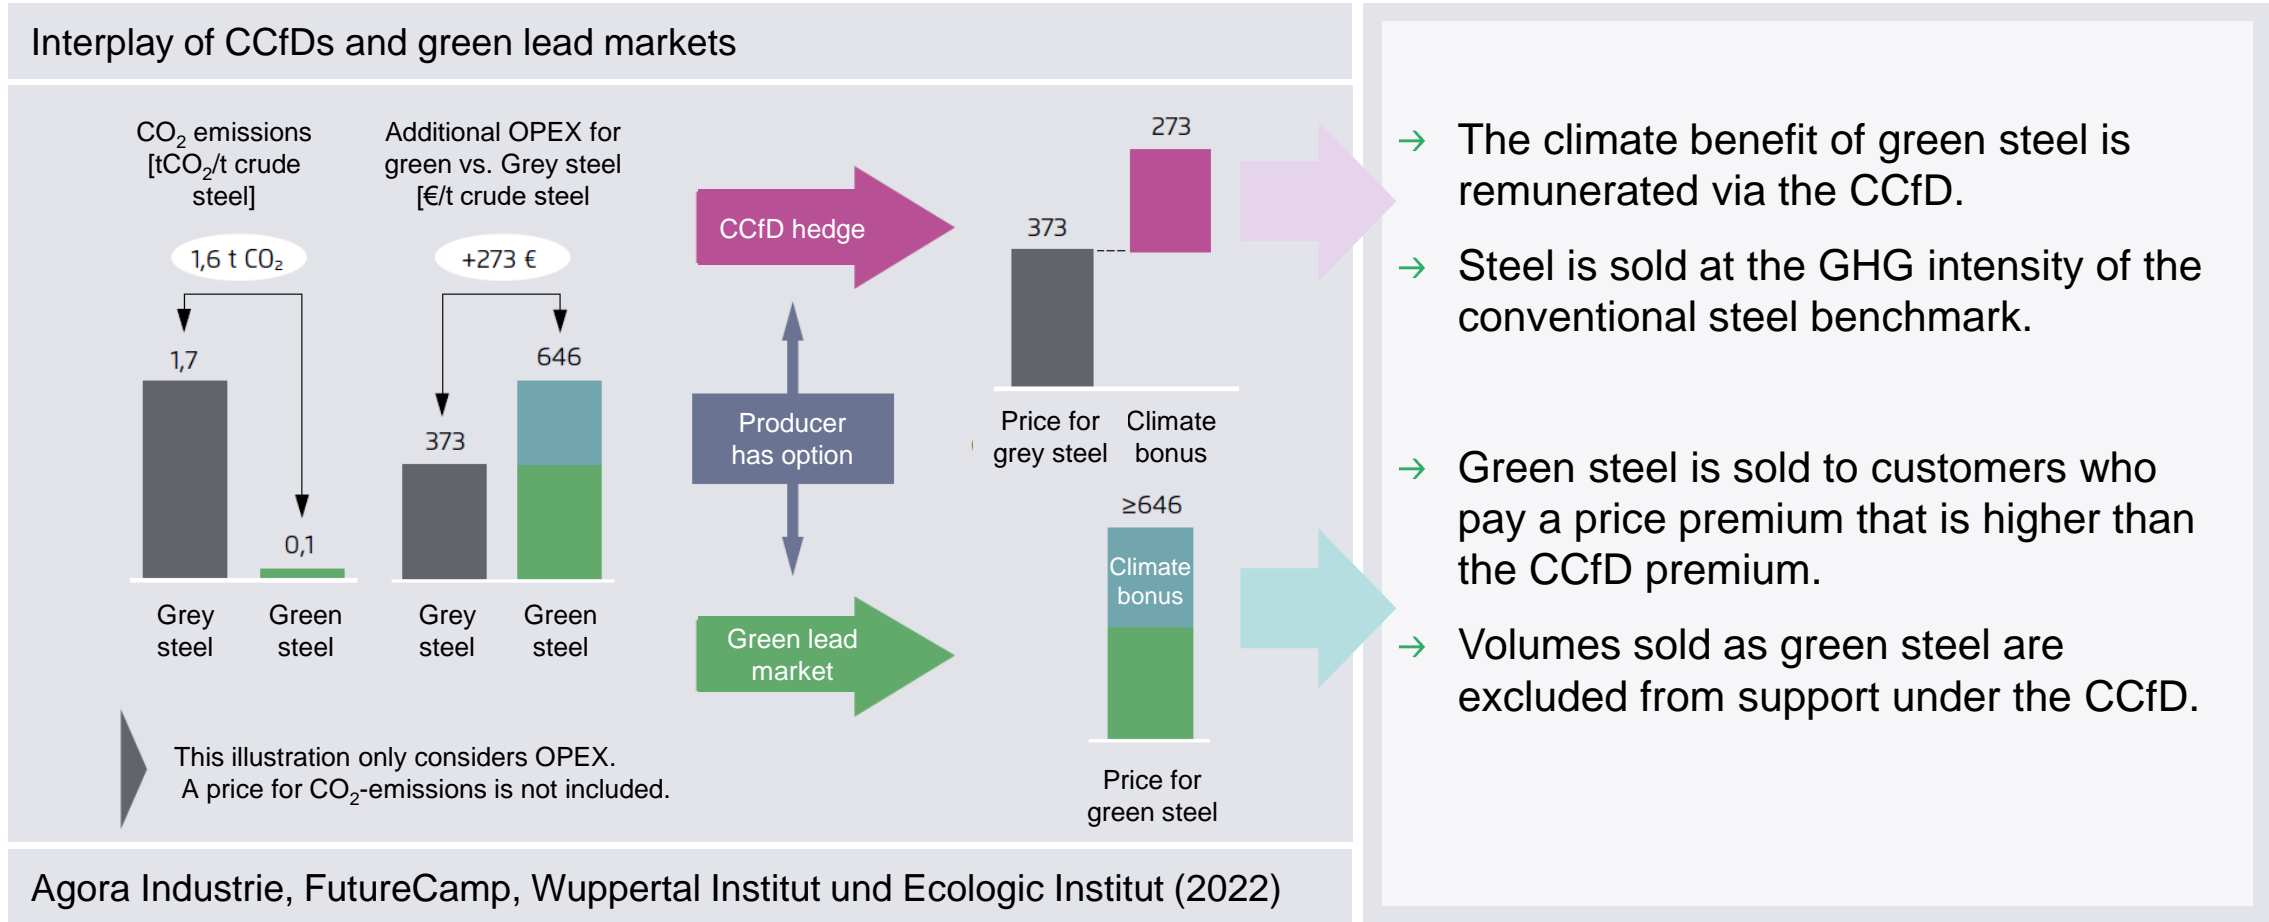 Interplay of CCfDs and green lead markets
CO₂ emissions
[tCO₂/t crude
steel]
Additional OPEX for
green vs. Grey steel
[€/t crude steel
1,6 t CO₂
+273 €
1,7
0,1
373
646
Grey
steel
Green
steel
Grey
steel
Green
steel
CCfD hedge
Producer
has option
Green lead
market
373
273
Price for
grey steel
Climate
bonus
≥646
Climate
bonus
Price for
green steel
This illustration only considers OPEX.
A price for CO₂-emissions is not included.
Agora Industrie, FutureCamp, Wuppertal Institut und Ecologic Institut (2022)
→ The climate benefit of green steel is
remunerated via the CCfD.
→ Steel is sold at the GHG intensity of the
conventional steel benchmark.
→ Green steel is sold to customers who
pay a price premium that is higher than
the CCfD premium.
→ Volumes sold as green steel are
excluded from support under the CCfD.